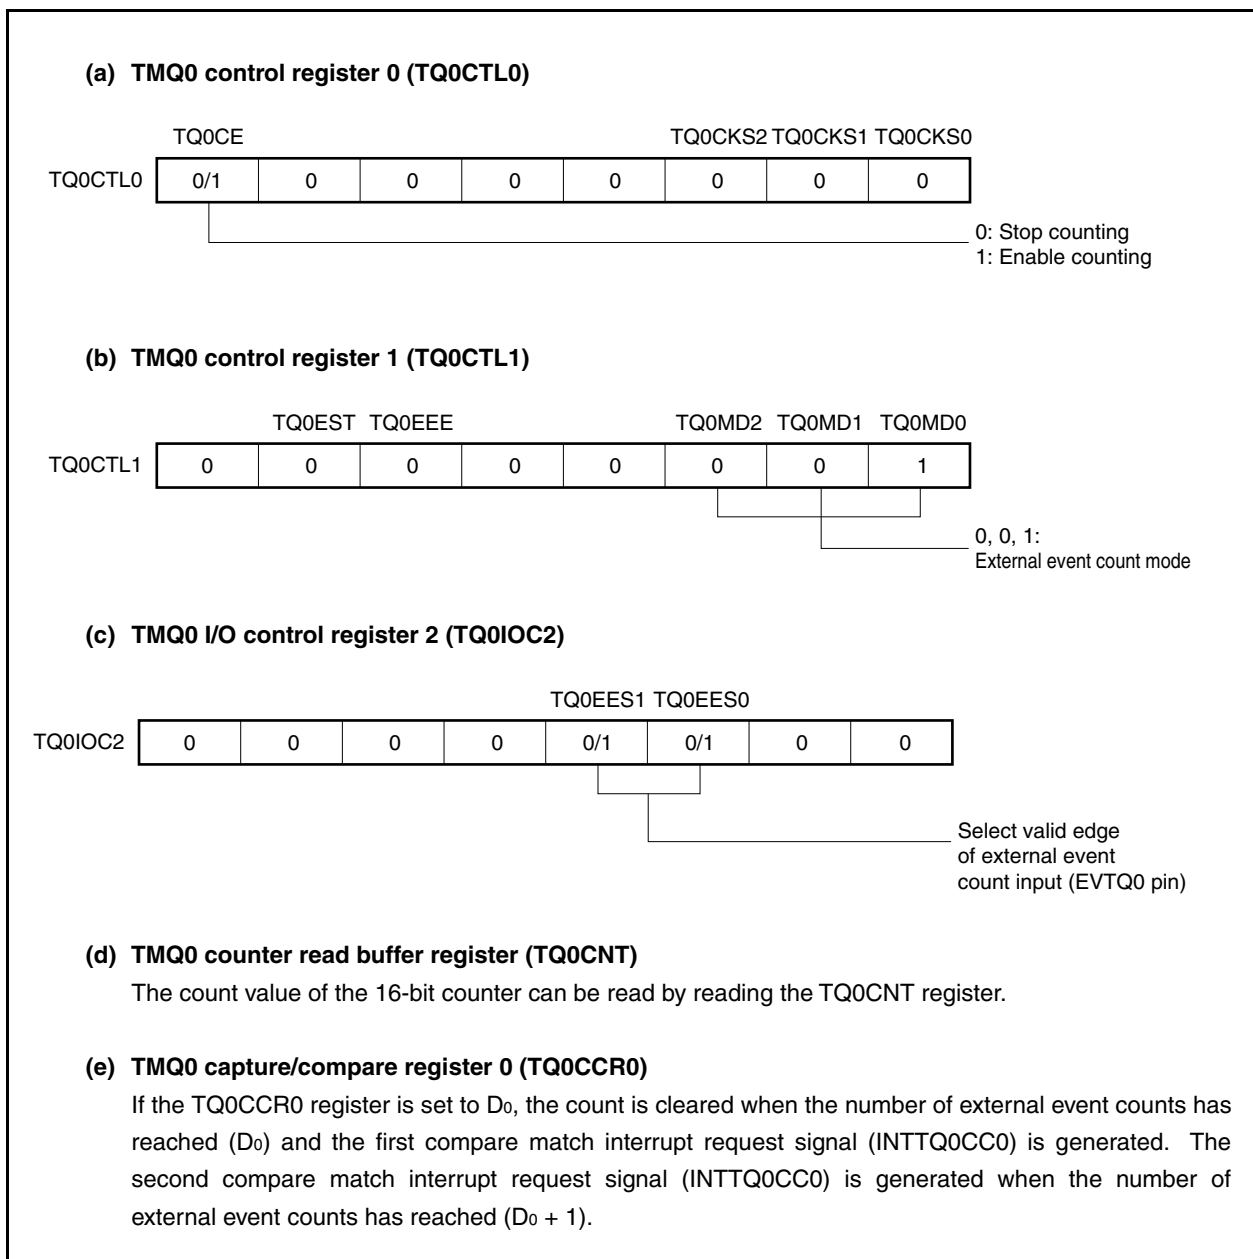 (a) TMQ0 control register 0 (TQ0CTL0)
TQ0CE TQ0CKS2 TQ0CKS1 TQ0CKS0
TQ0CTL0 0/1 0 0 0 0 0 0 0
0: Stop counting
1: Enable counting
(b) TMQ0 control register 1 (TQ0CTL1)
TQ0EST TQ0EEE TQ0MD2 TQ0MD1 TQ0MD0
TQ0CTL1 0 0 0 0 0 0 0 1
0, 0, 1:
External event count mode
(c) TMQ0 I/O control register 2 (TQ0IOC2)
TQ0EES1 TQ0EES0
TQ0IOC2 0 0 0 0 0/1 0/1 0 0
Select valid edge
of external event
count input (EVTQ0 pin)
(d) TMQ0 counter read buffer register (TQ0CNT)
The count value of the 16-bit counter can be read by reading the TQ0CNT register.
(e) TMQ0 capture/compare register 0 (TQ0CCR0)
If the TQ0CCR0 register is set to D0, the count is cleared when the number of external event counts has
reached (D0) and the first compare match interrupt request signal (INTTQ0CC0) is generated. The
second compare match interrupt request signal (INTTQ0CC0) is generated when the number of
external event counts has reached (D0 + 1).